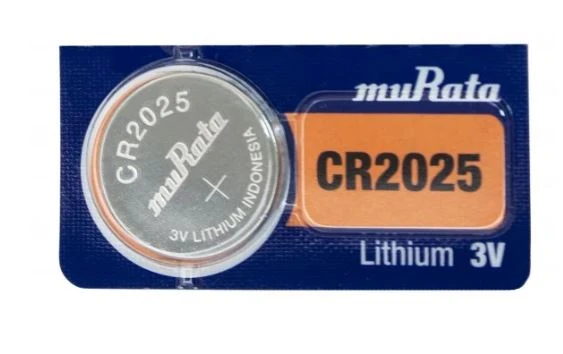 CR2025
muRata
+
3V LITHIUM INDONESIA
muRata
CR2025
Lithium 3V